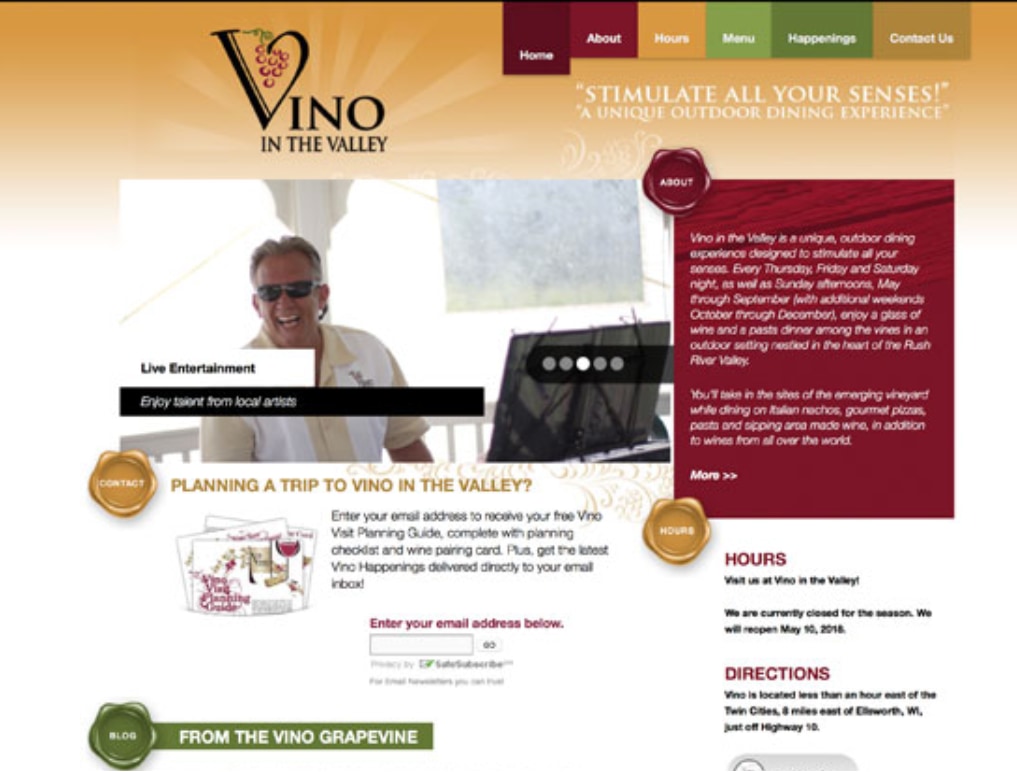 Home
About
Hours
Menu
Happenings
Contact Us
VINO
IN THE VALLEY
"STIMULATE ALL YOUR SENSES!"
"A UNIQUE OUTDOOR DINING EXPERIENCE"
ABOUT
Vino in the Valley is a unique, outdoor dining
experience designed to stimulate all your
senses. Every Thursday, Friday and Saturday
night, as well as Sunday afternoons, May
through September (with additional weekends
October through December), enjoy a glass of
wine and a pasta dinner among the vines in an
outdoor setting nestled in the heart of the Rush
River Valley.
You'll take in the sites of the emerging vineyard
while dining on Italian nachos, gourmet pizzas,
pasta and sipping area made wine, in addition
to wines from all over the world.
More >>
Live Entertainment
Enjoy talent from local artists
CONTACT
PLANNING A TRIP TO VINO IN THE VALLEY?
Enter your email address to receive your free Vino
Visit Planning Guide, complete with planning
checklist and wine pairing card. Plus, get the latest
Vino Happenings delivered directly to your email
inbox!
Vino
Visit
Planning
Guide
Enter your email address below.
GO
Privacy by SafeSubscribe
For Email Newsletters you can trust
HOURS
HOURS
Visit us at Vino in the Valley!
We are currently closed for the season. We
will reopen May 10, 2018.
DIRECTIONS
Vino is located less than an hour east of the
Twin Cities, 8 miles east of Ellsworth, WI,
just off Highway 10.
BLOG
FROM THE VINO GRAPEVINE